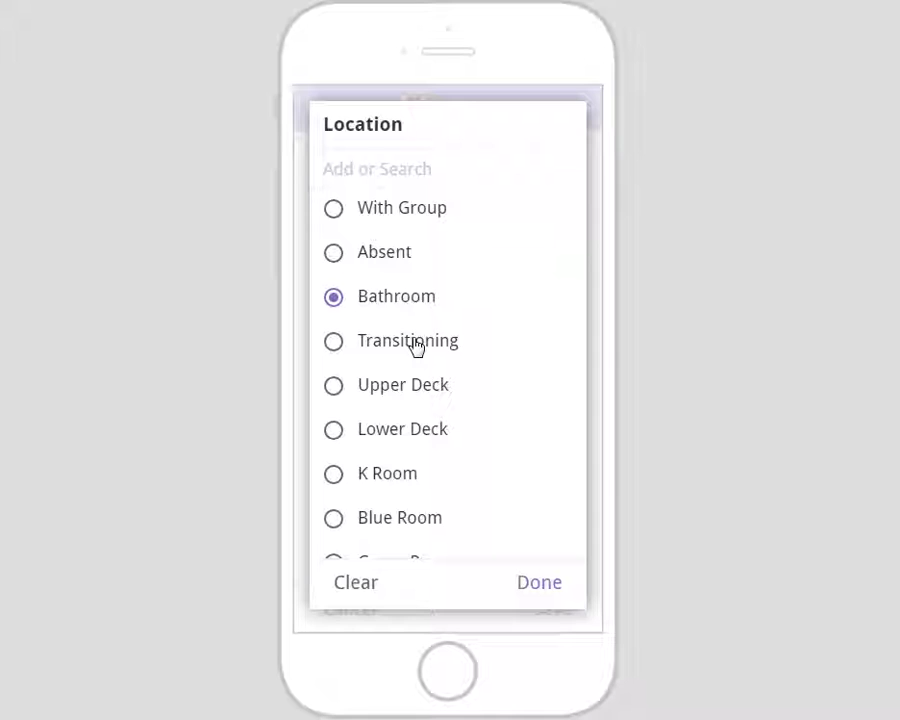 Location
Add or Search
With Group
Absent
Bathroom
Transitioning
Upper Deck
Lower Deck
K Room
Blue Room
Clear
Done